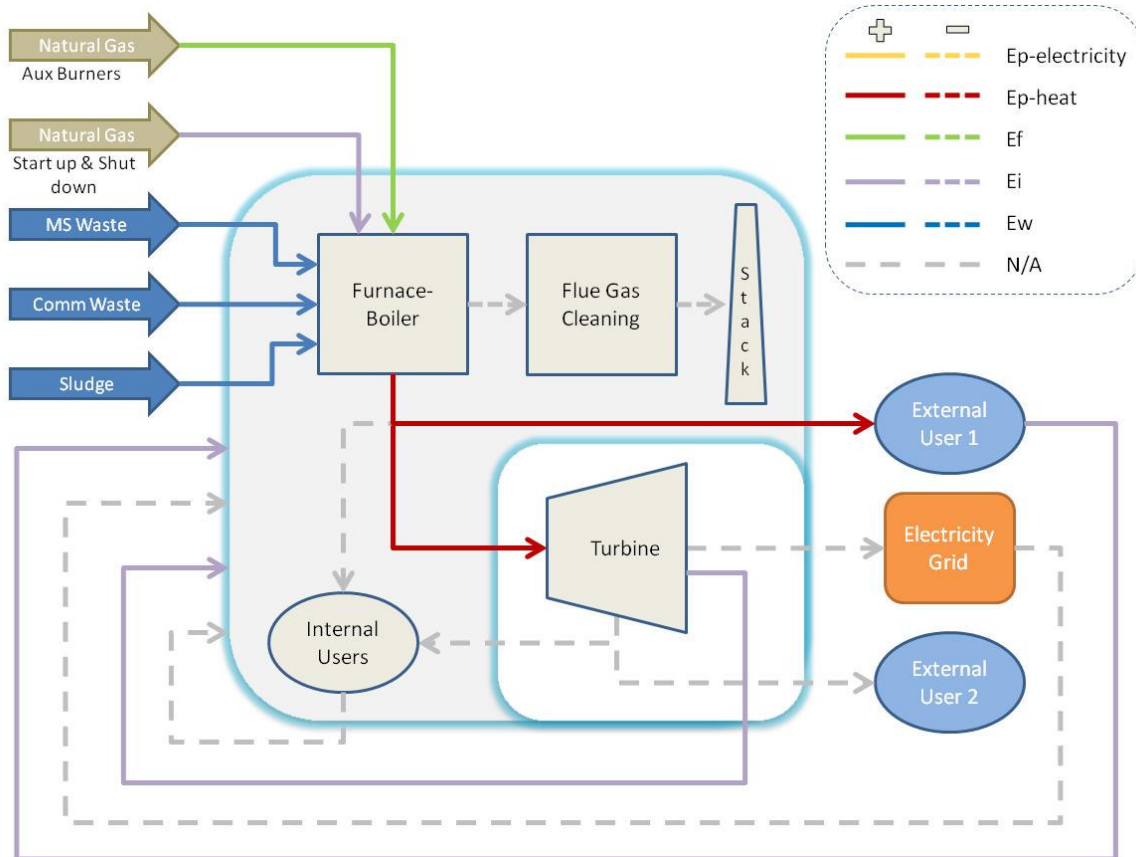 Natural Gas
Aux Burners
Natural Gas
Start up & Shut
down
MS Waste
Comm Waste
Sludge
Furnace-
Boiler
Flue Gas
Cleaning
Stack
Ep-electricity
Ep-heat
Ef
Ei
Ew
N/A
External
User 1
Turbine
Electricity
Grid
Internal
Users
External
User 2